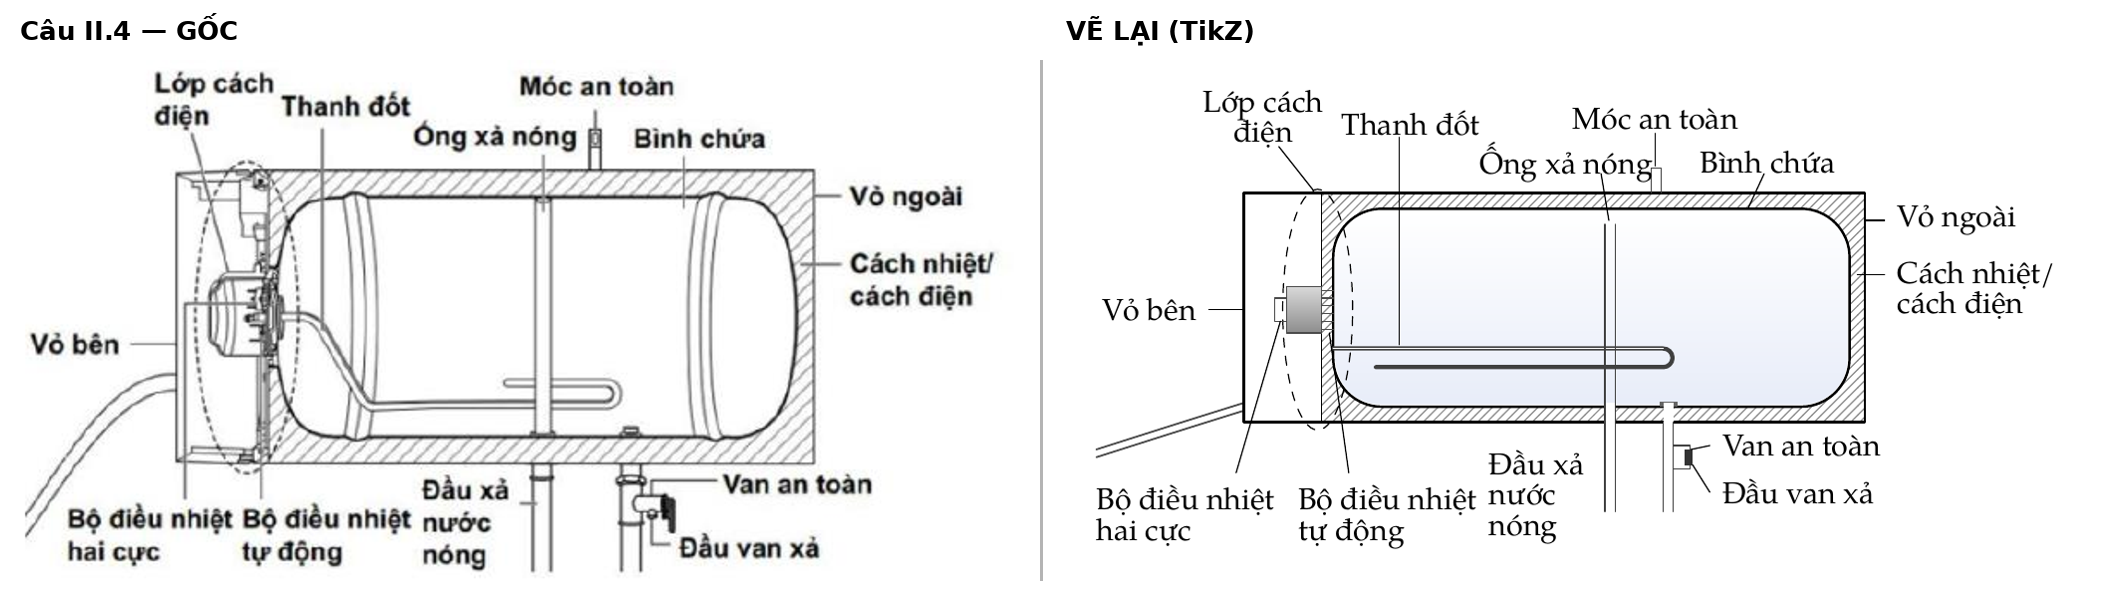 Câu II.4 — GỐC
Lớp cách
điện
Thanh đốt
Móc an toàn
Ống xả nóng
Bình chứa
Vỏ ngoài
Cách nhiệt/
cách điện
Vỏ bên
Bộ điều nhiệt
hai cực
Bộ điều nhiệt
tự động
Đầu xả
nước
nóng
Van an toàn
Đầu van xả
VẼ LẠI (TikZ)
Lớp cách
điện
Thanh đốt
Móc an toàn
Ống xả nóng
Bình chứa
Vỏ ngoài
Cách nhiệt/
cách điện
Vỏ bên
Bộ điều nhiệt
hai cực
Bộ điều nhiệt
tự động
Đầu xả
nước
nóng
Van an toàn
Đầu van xả